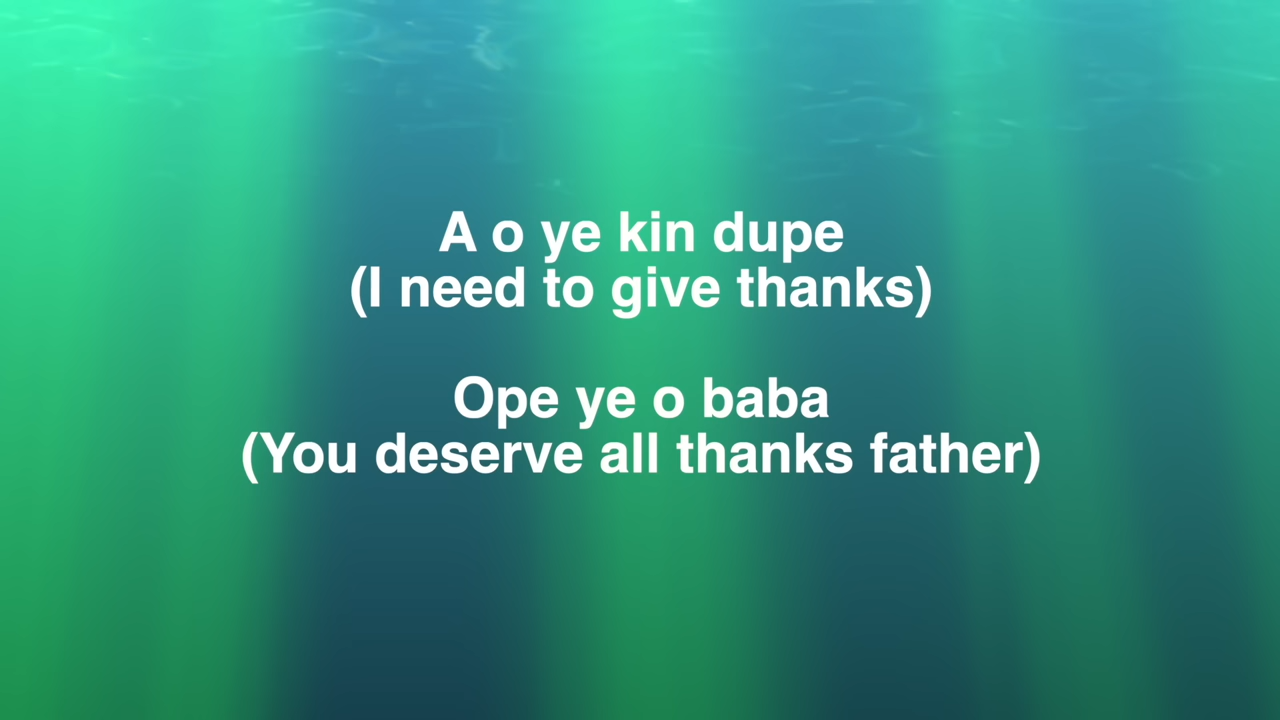 A o ye kin dupe
(I need to give thanks)
Ope ye o baba
(You deserve all thanks father)